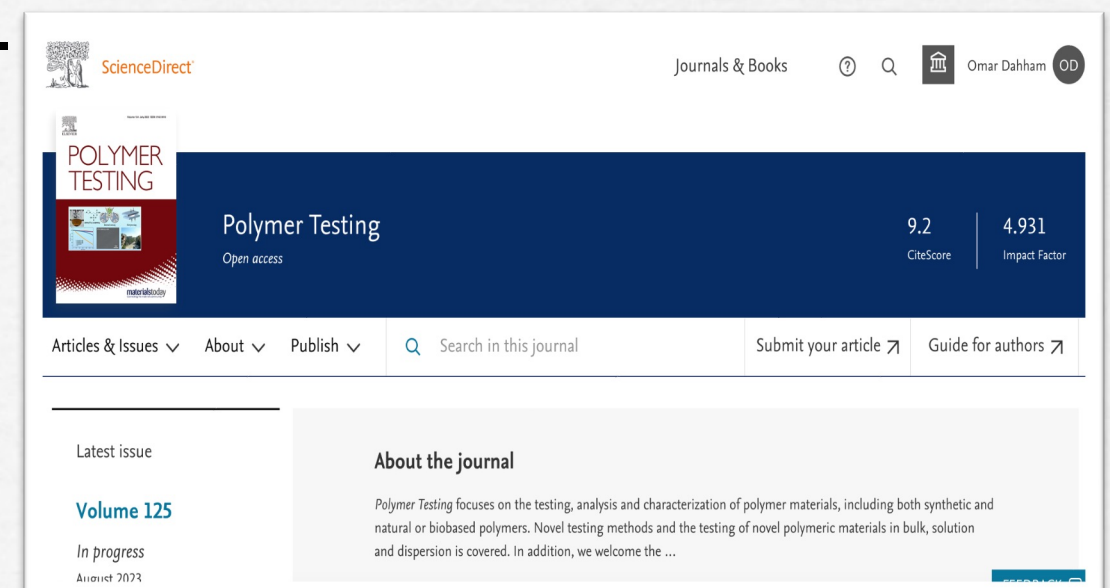 ScienceDirect
Journals & Books
?
Omar Dahham
OD
POLYMER
TESTING
materialstoday
Polymer Testing
Open access
9.2
CiteScore
4.931
Impact Factor
Articles & Issues
About
Publish
Search in this journal
Submit your article
Guide for authors
Latest issue
Volume 125
In progress
August 2023
About the journal
Polymer Testing focuses on the testing, analysis and characterization of polymer materials, including both synthetic and
natural or biobased polymers. Novel testing methods and the testing of novel polymeric materials in bulk, solution
and dispersion is covered. In addition, we welcome the ...
FEEDBACK